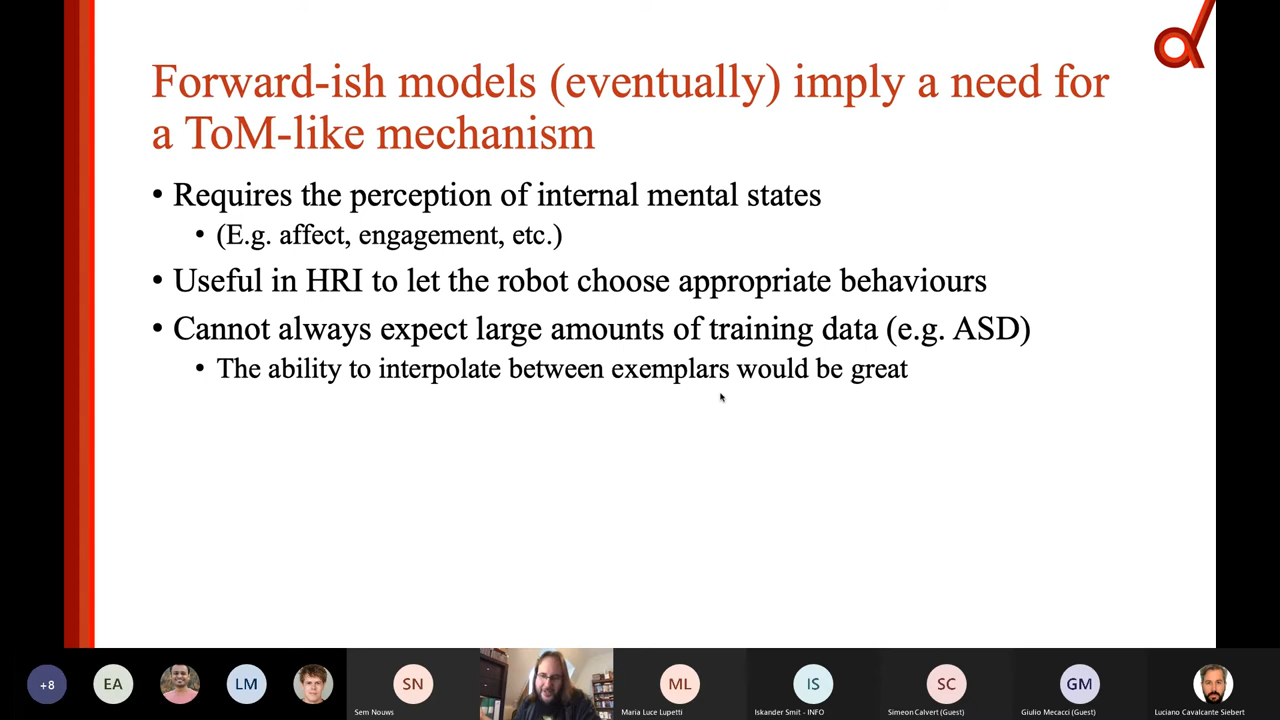 Forward-ish models (eventually) imply a need for
a ToM-like mechanism
• Requires the perception of internal mental states
• (E.g. affect, engagement, etc.)
• Useful in HRI to let the robot choose appropriate behaviours
• Cannot always expect large amounts of training data (e.g. ASD)
• The ability to interpolate between exemplars would be great
+8
EA
LM
SN
Sem Nouws
ML
Maria Luce Lupetti
IS
Iskander Smit - INFO
SC
Simeon Calvert (Guest)
GM
Giulio Mecacci (Guest)
Luciano Cavalcante Siebert